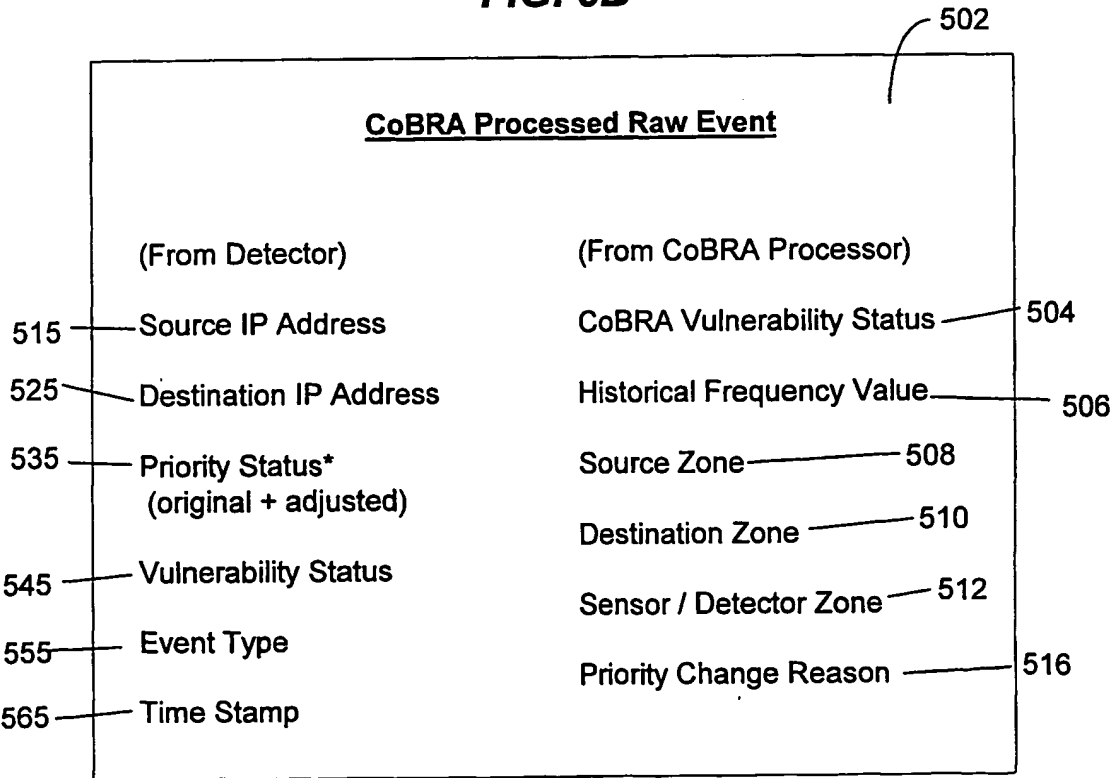 502
CoBRA Processed Raw Event
(From Detector) (From CoBRA Processor)
515 Source IP Address CoBRA Vulnerability Status 504
525 Destination IP Address Historical Frequency Value 506
535 Priority Status* Source Zone 508
(original + adjusted)
Destination Zone 510
545 Vulnerability Status
Sensor / Detector Zone 512
555 Event Type
Priority Change Reason 516
565 Time Stamp